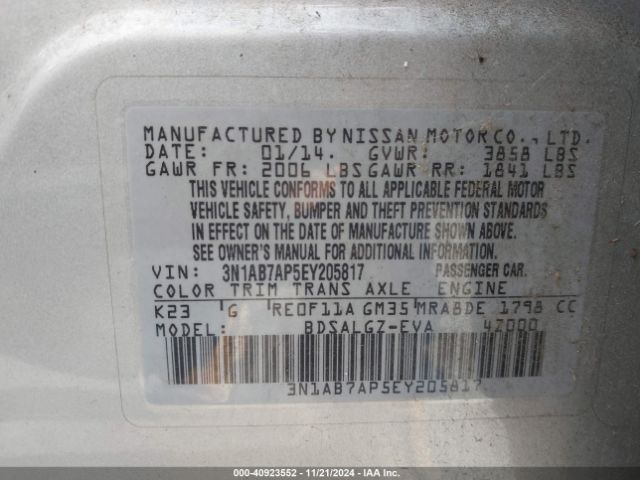 MANUFACTURED BY NISSAN MOTOR CO., LTD.
DATE: 01/14. GVWR: 3858 LBS
GAWR FR: 2006 LBS GAWR RR: 1841 LBS
THIS VEHICLE CONFORMS TO ALL APPLICABLE FEDERAL MOTOR
VEHICLE SAFETY, BUMPER AND THEFT PREVENTION STANDARDS
IN EFFECT ON THE DATE OF MANUFACTURE SHOWN ABOVE.
SEE OWNER'S MANUAL FOR ADDITIONAL INFORMATION.
VIN: 3N1AB7AP5EY205817 PASSENGER CAR.
COLOR TRIM TRANS AXLE ENGINE
K23 G RE0F11A GM35 MRA8DE 1798 CC
MODEL: BDSALGZ-EVA 4Z000
3N1AB7AP5EY205817
000-40923552 - 11/21/2024 - IAA Inc.